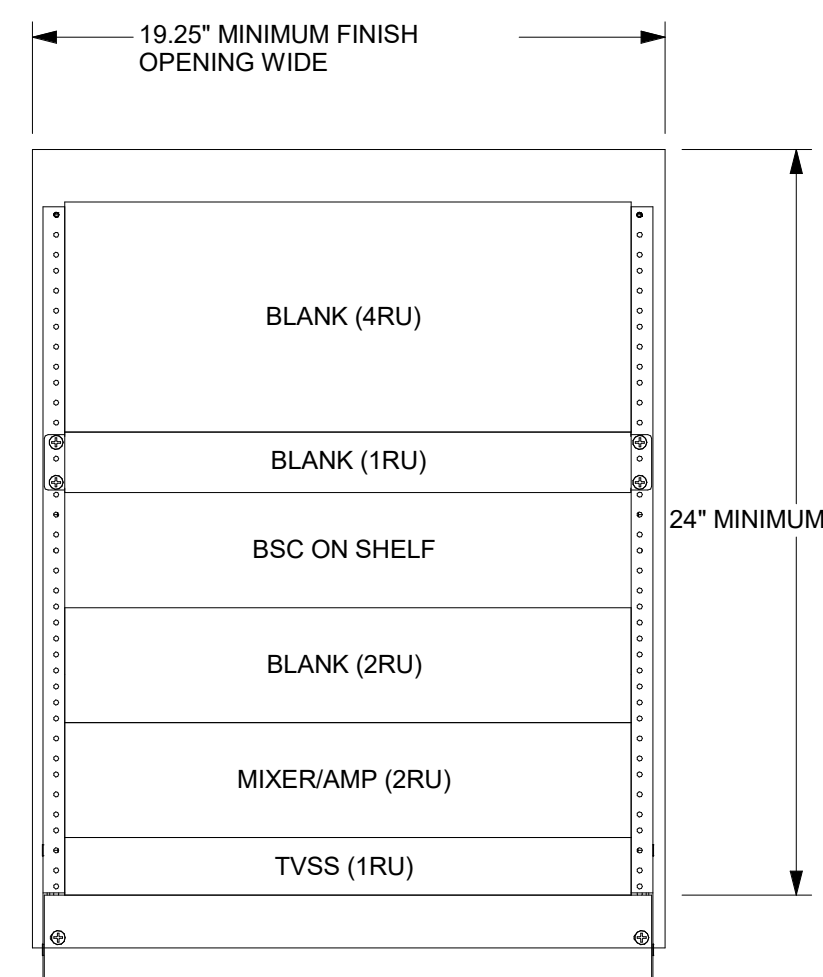 19.25" MINIMUM FINISH
OPENING WIDE
BLANK (4RU)
BLANK (1RU)
BSC ON SHELF
24" MINIMUM
BLANK (2RU)
MIXER/AMP (2RU)
TVSS (1RU)